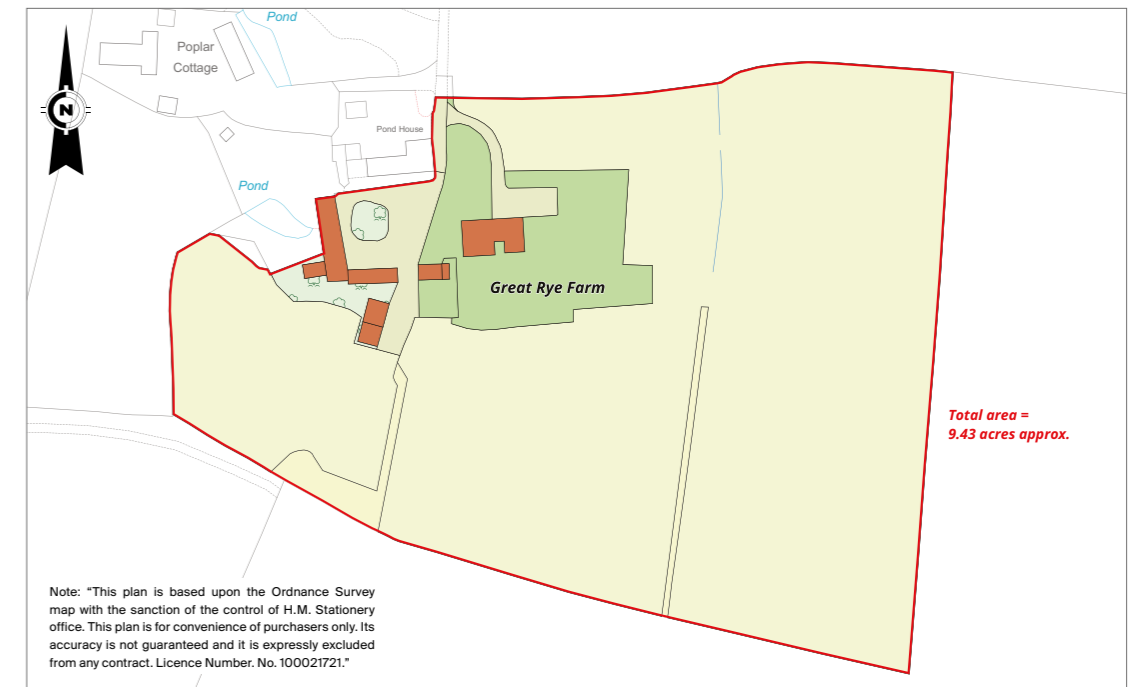 Pond
Poplar
Cottage
N
Pond House
Pond
Great Rye Farm
Total area =
9.43 acres approx.
Note: “This plan is based upon the Ordnance Survey
map with the sanction of the control of H.M. Stationery
office. This plan is for convenience of purchasers only. Its
accuracy is not guaranteed and it is expressly excluded
from any contract. Licence Number. No. 100021721.”